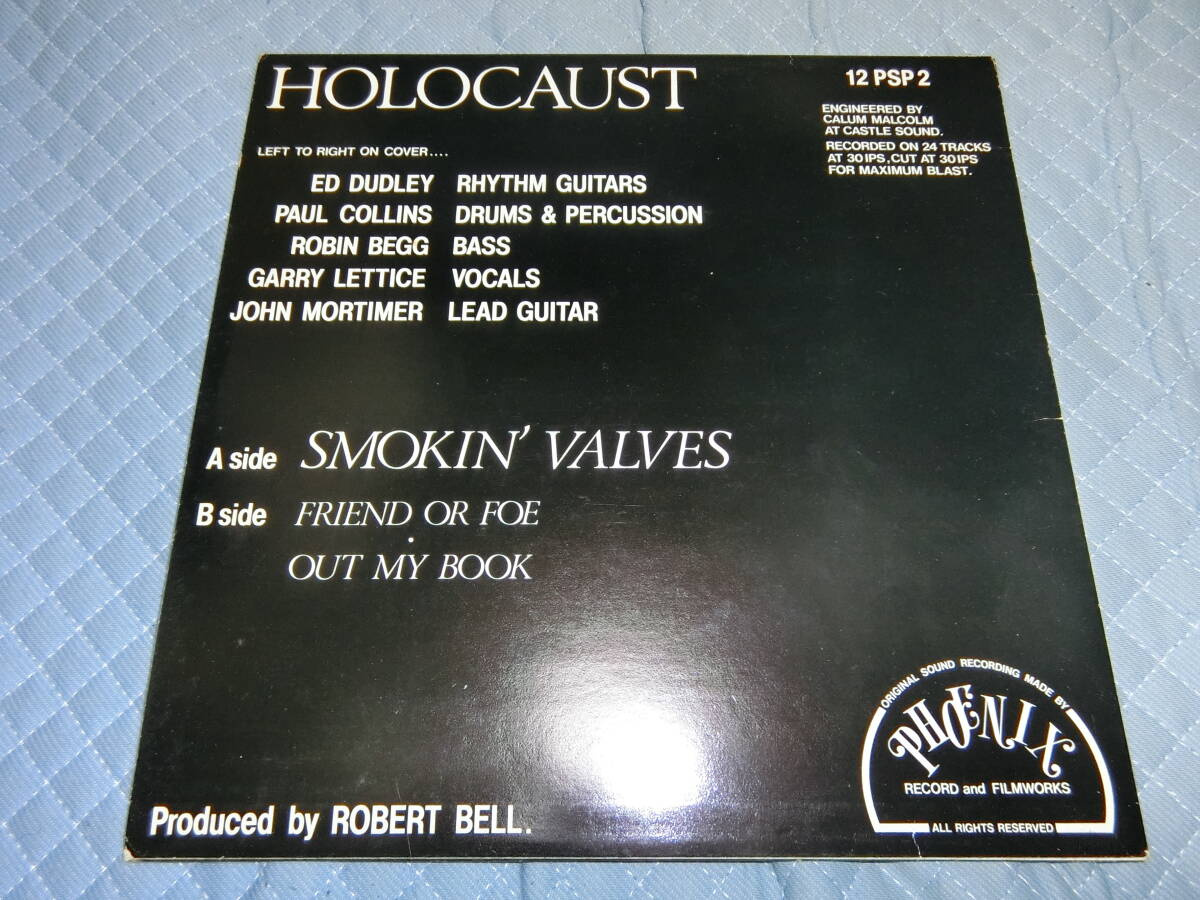 HOLOCAUST
12 PSP 2
ENGINEERED BY
CALUM MALCOLM
AT CASTLE SOUND.
RECORDED ON 24 TRACKS
AT 30 IPS, CUT AT 30 IPS
FOR MAXIMUM BLAST.
LEFT TO RIGHT ON COVER....
ED DUDLEY RHYTHM GUITARS
PAUL COLLINS DRUMS & PERCUSSION
ROBIN BEGG BASS
GARRY LETTICE VOCALS
JOHN MORTIMER LEAD GUITAR
A side SMOKIN' VALVES
B side FRIEND OR FOE
•
OUT MY BOOK
Produced by ROBERT BELL.
ORIGINAL SOUND RECORDING MADE BY
PHOENIX
RECORD and FILMWORKS
ALL RIGHTS RESERVED